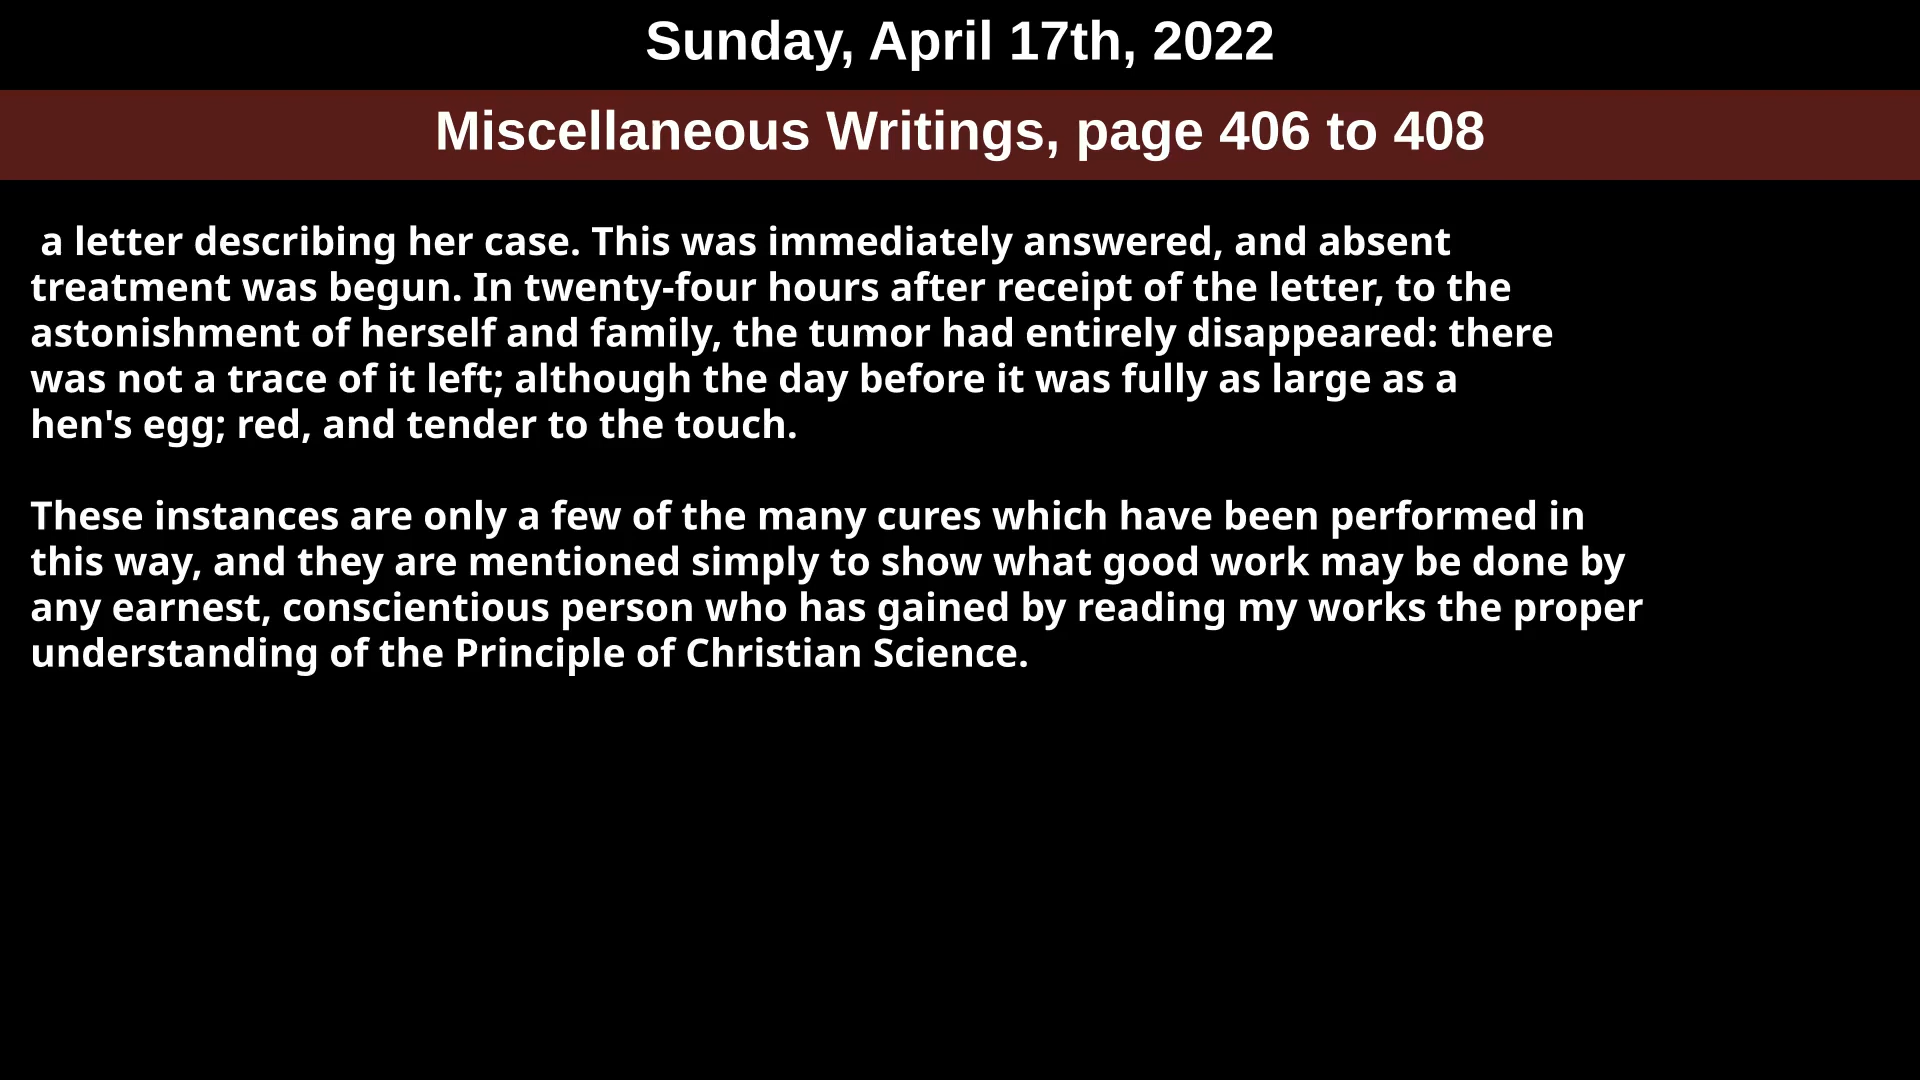 Sunday, April 17th, 2022
Miscellaneous Writings, page 406 to 408
a letter describing her case. This was immediately answered, and absent
treatment was begun. In twenty-four hours after receipt of the letter, to the
astonishment of herself and family, the tumor had entirely disappeared: there
was not a trace of it left; although the day before it was fully as large as a
hen's egg; red, and tender to the touch.
These instances are only a few of the many cures which have been performed in
this way, and they are mentioned simply to show what good work may be done by
any earnest, conscientious person who has gained by reading my works the proper
understanding of the Principle of Christian Science.